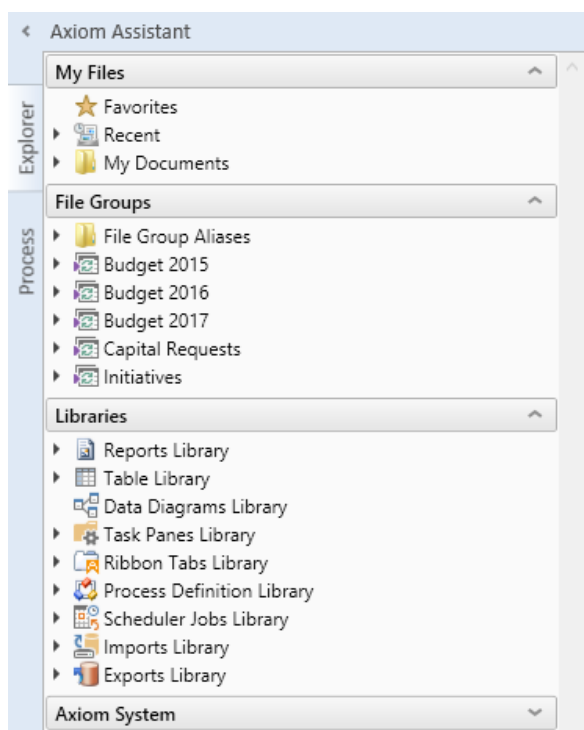 Axiom Assistant
My Files
Favorites
Recent
My Documents
File Groups
File Group Aliases
Budget 2015
Budget 2016
Budget 2017
Capital Requests
Initiatives
Libraries
Reports Library
Table Library
Data Diagrams Library
Task Panes Library
Ribbon Tabs Library
Process Definition Library
Scheduler Jobs Library
Imports Library
Exports Library
Axiom System
Explorer
Process